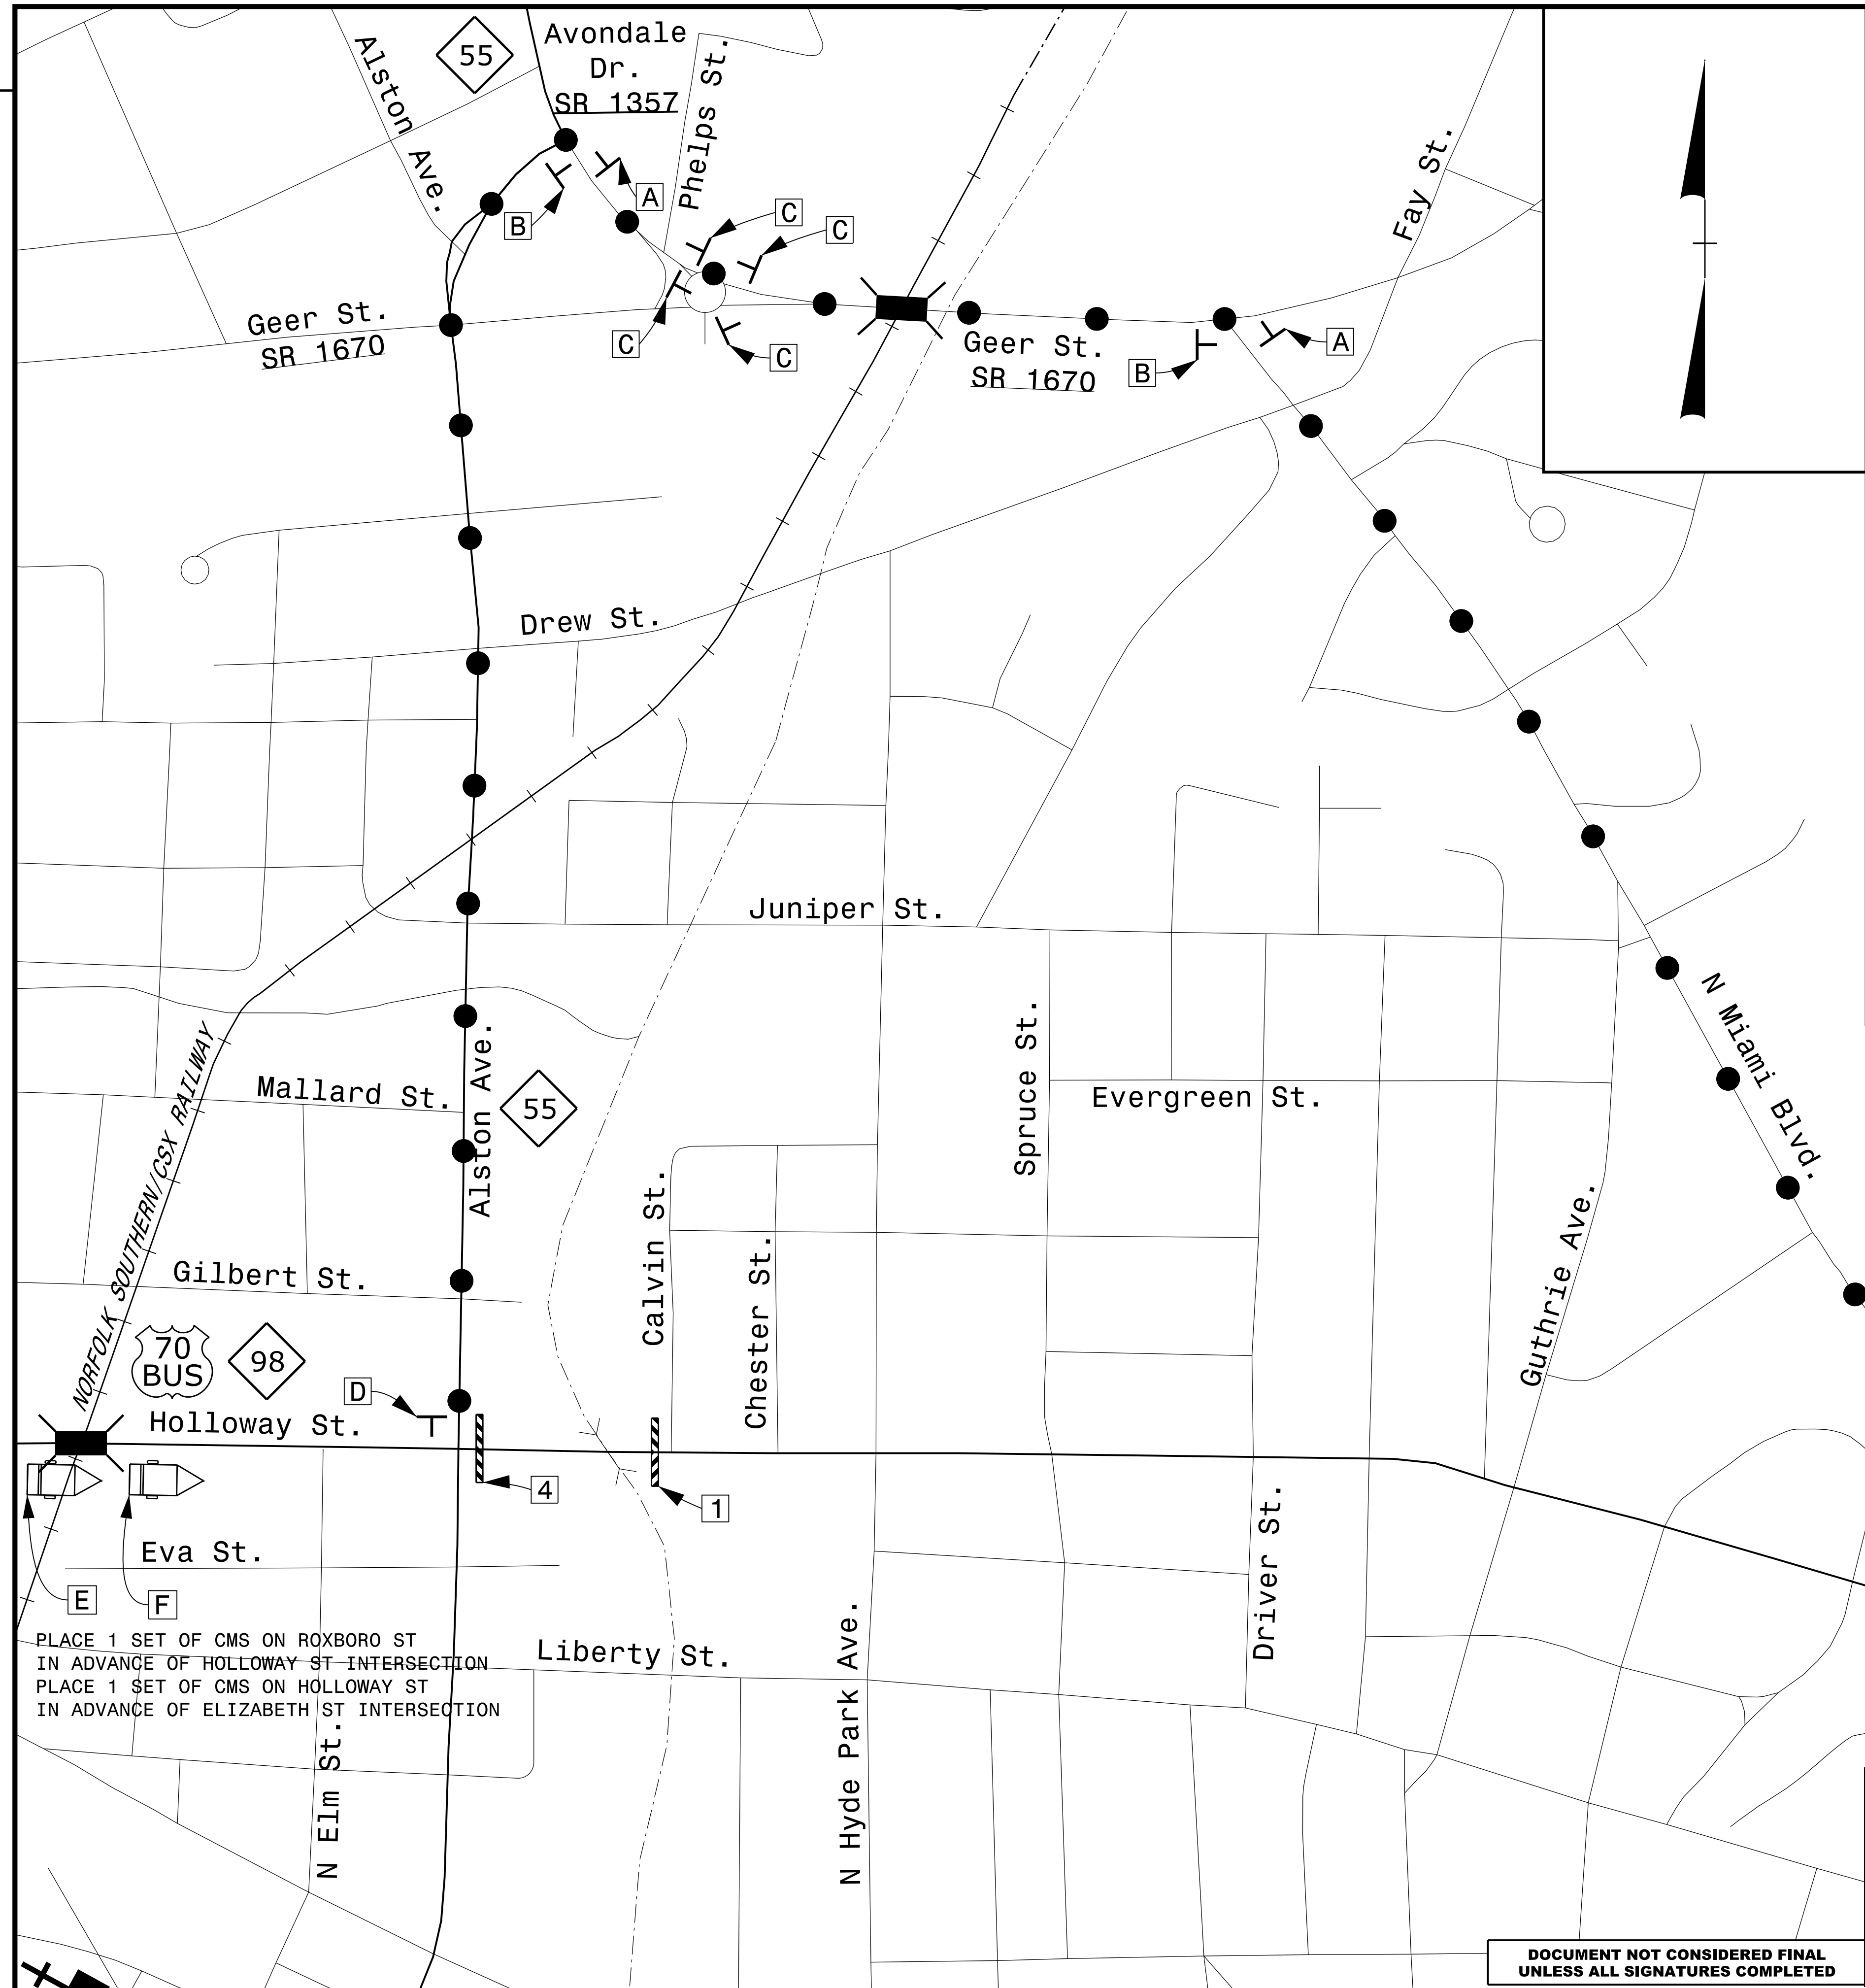 Alston Ave.
55
Avondale
Dr.
SR 1357
Phelps St.
Fay St.
A
B
C
C
C
C
Geer St.
SR 1670
Geer St.
SR 1670
B
A
Drew St.
Juniper St.
N Miami Blvd.
NORFOLK SOUTHERN/CSX RAILWAY
Mallard St.
Alston Ave.
55
Spruce St.
Evergreen St.
Calvin St.
Chester St.
Guthrie Ave.
Gilbert St.
70
BUS
98
D
Holloway St.
4
1
Eva St.
E
F
Driver St.
PLACE 1 SET OF CMS ON ROXBORO ST
IN ADVANCE OF HOLLOWAY ST INTERSECTION
PLACE 1 SET OF CMS ON HOLLOWAY ST
IN ADVANCE OF ELIZABETH ST INTERSECTION
Liberty St.
N Elm St.
N Hyde Park Ave.
DOCUMENT NOT CONSIDERED FINAL
UNLESS ALL SIGNATURES COMPLETED